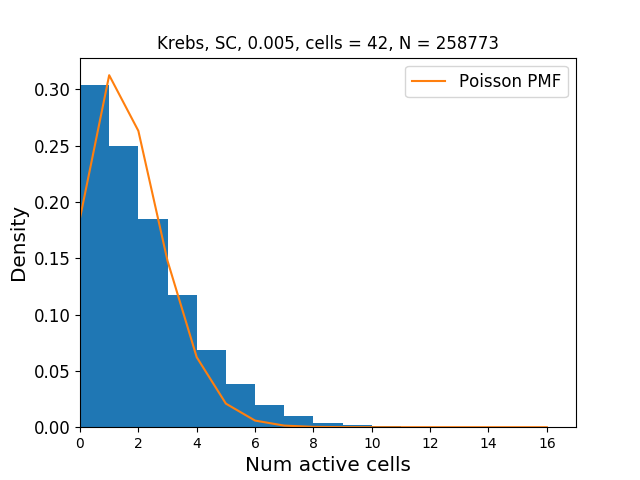 Krebs, SC, 0.005, cells = 42, N = 258773
Poisson PMF
0.30
0.25
0.20
0.15
0.10
0.05
0.00
Density
0 2 4 6 8 10 12 14 16
Num active cells